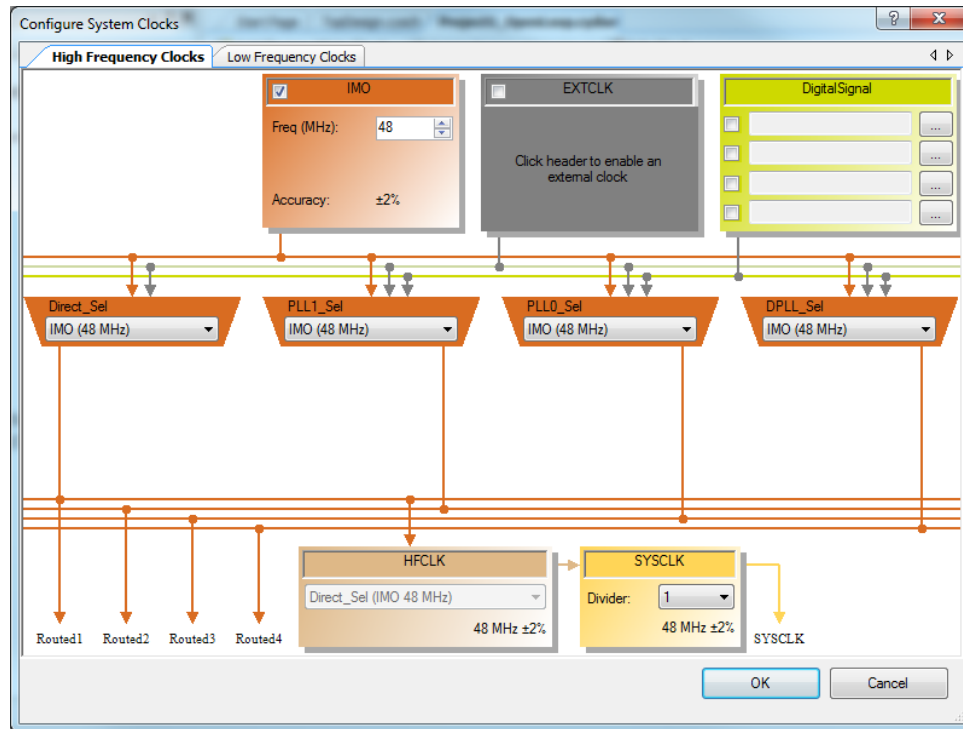 Configure System Clocks
High Frequency Clocks
Low Frequency Clocks
IMO
EXTCLK
DigitalSignal
Freq (MHz):
48
...
...
Click header to enable an
external clock
...
Accuracy:
±2%
...
Direct_Sel
PLL1_Sel
PLL0_Sel
DPLL_Sel
IMO (48 MHz)
IMO (48 MHz)
IMO (48 MHz)
IMO (48 MHz)
HFCLK
SYSCLK
Direct_Sel (IMO 48 MHz)
Divider:
1
48 MHz ±2%
48 MHz ±2%
Routed1
Routed2
Routed3
Routed4
SYSCLK
OK
Cancel